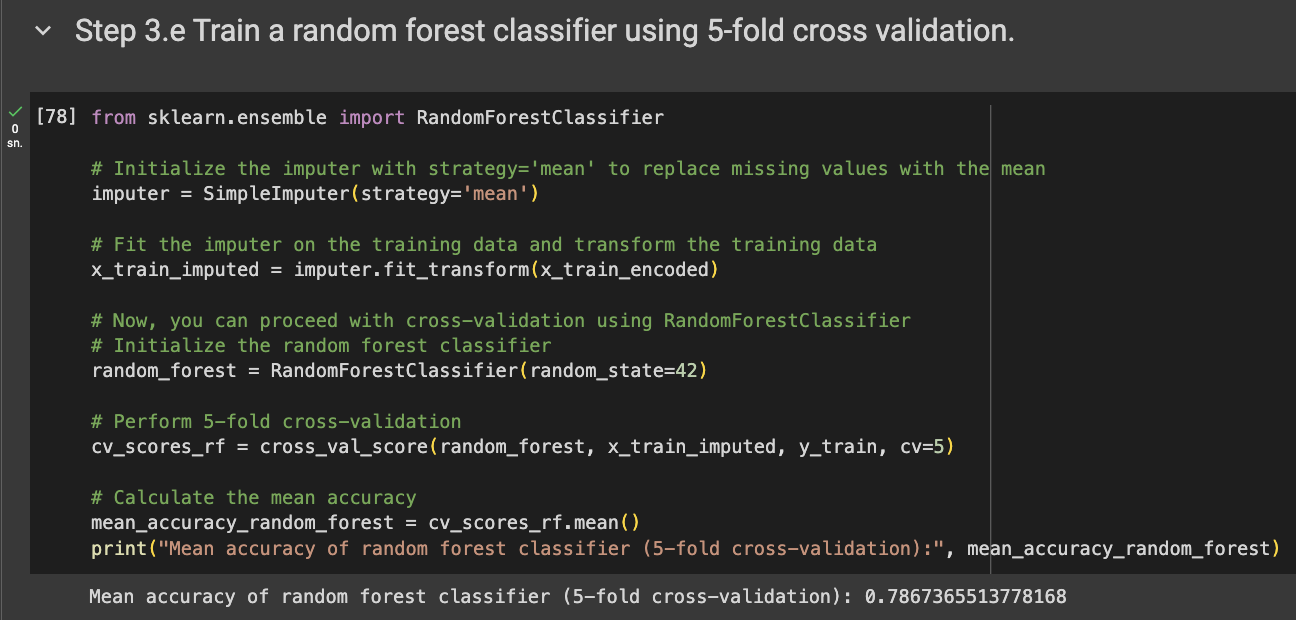 Step 3.e Train a random forest classifier using 5-fold cross validation.
[78] from sklearn.ensemble import RandomForestClassifier
0
sn.
# Initialize the imputer with strategy='mean' to replace missing values with the mean
imputer = SimpleImputer(strategy='mean')
# Fit the imputer on the training data and transform the training data
x_train_imputed = imputer.fit_transform(x_train_encoded)
# Now, you can proceed with cross-validation using RandomForestClassifier
# Initialize the random forest classifier
random_forest = RandomForestClassifier(random_state=42)
# Perform 5-fold cross-validation
cv_scores_rf = cross_val_score(random_forest, x_train_imputed, y_train, cv=5)
# Calculate the mean accuracy
mean_accuracy_random_forest = cv_scores_rf.mean()
print("Mean accuracy of random forest classifier (5-fold cross-validation):", mean_accuracy_random_forest)
Mean accuracy of random forest classifier (5-fold cross-validation): 0.7867365513778168